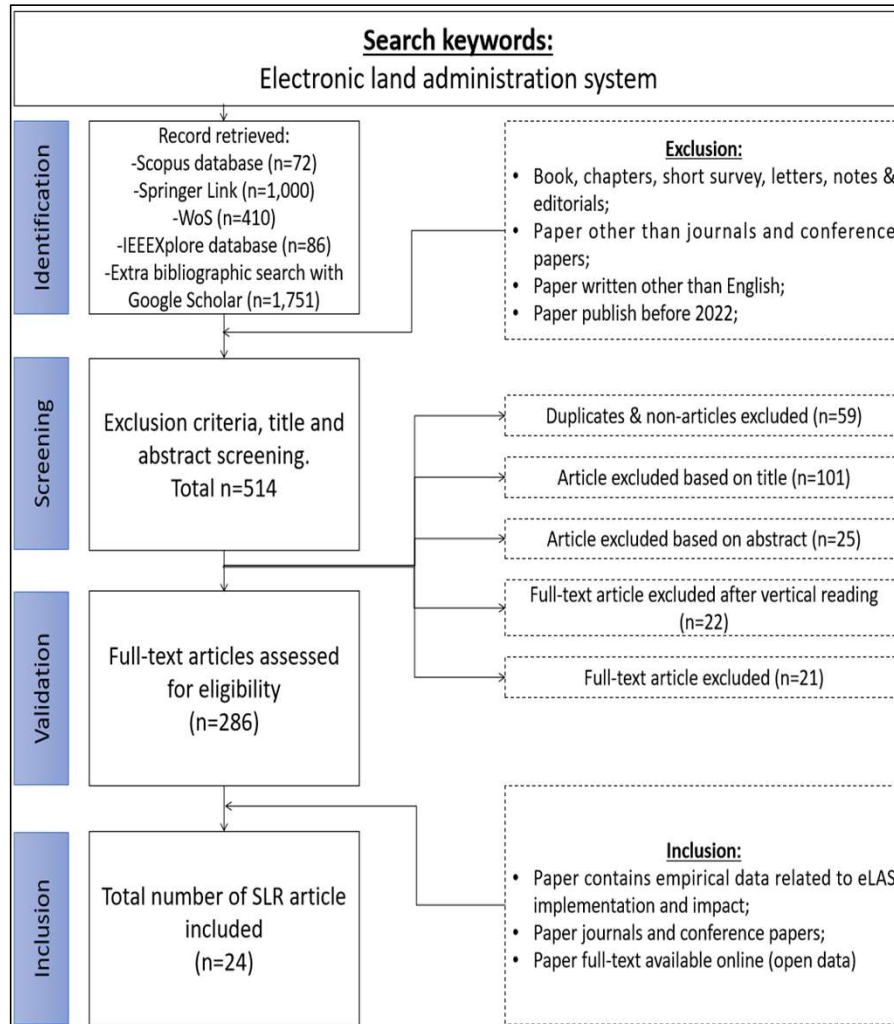 Search keywords:
Electronic land administration system
Identification
Record retrieved:
-Scopus database (n=72)
-Springer Link (n=1,000)
-WoS (n=410)
-IEEEXplore database (n=86)
-Extra bibliographic search with
Google Scholar (n=1,751)
Exclusion:
• Book, chapters, short survey, letters, notes &
editorials;
• Paper other than journals and conference
papers;
• Paper written other than English;
• Paper publish before 2022;
Screening
Exclusion criteria, title and
abstract screening.
Total n=514
Duplicates & non-articles excluded (n=59)
Article excluded based on title (n=101)
Article excluded based on abstract (n=25)
Full-text article excluded after vertical reading
(n=22)
Full-text article excluded (n=21)
Validation
Full-text articles assessed
for eligibility
(n=286)
Inclusion
Total number of SLR article
included
(n=24)
Inclusion:
• Paper contains empirical data related to eLAS
implementation and impact;
• Paper journals and conference papers;
• Paper full-text available online (open data)